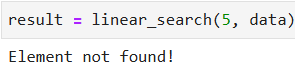 result = linear_search(5, data)
Element not found!